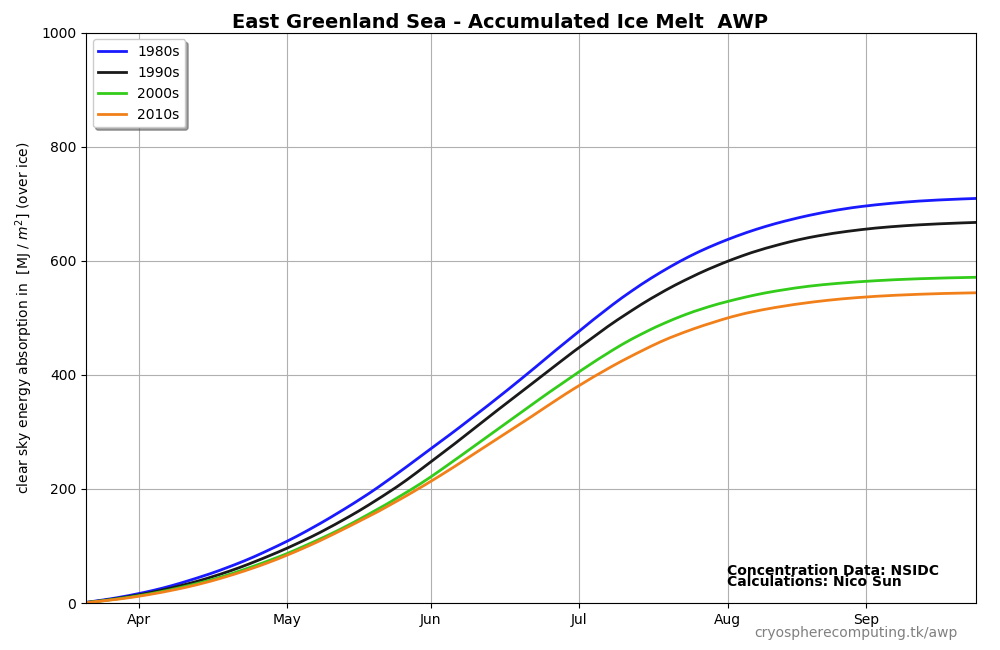 East Greenland Sea - Accumulated Ice Melt  AWP
1000
800
600
400
200
0
clear sky energy absorption in  [MJ / m²] (over ice)
1980s
1990s
2000s
2010s
Concentration Data: NSIDC
Calculations: Nico Sun
Apr
May
Jun
Jul
Aug
Sep
cryospherecomputing.tk/awp